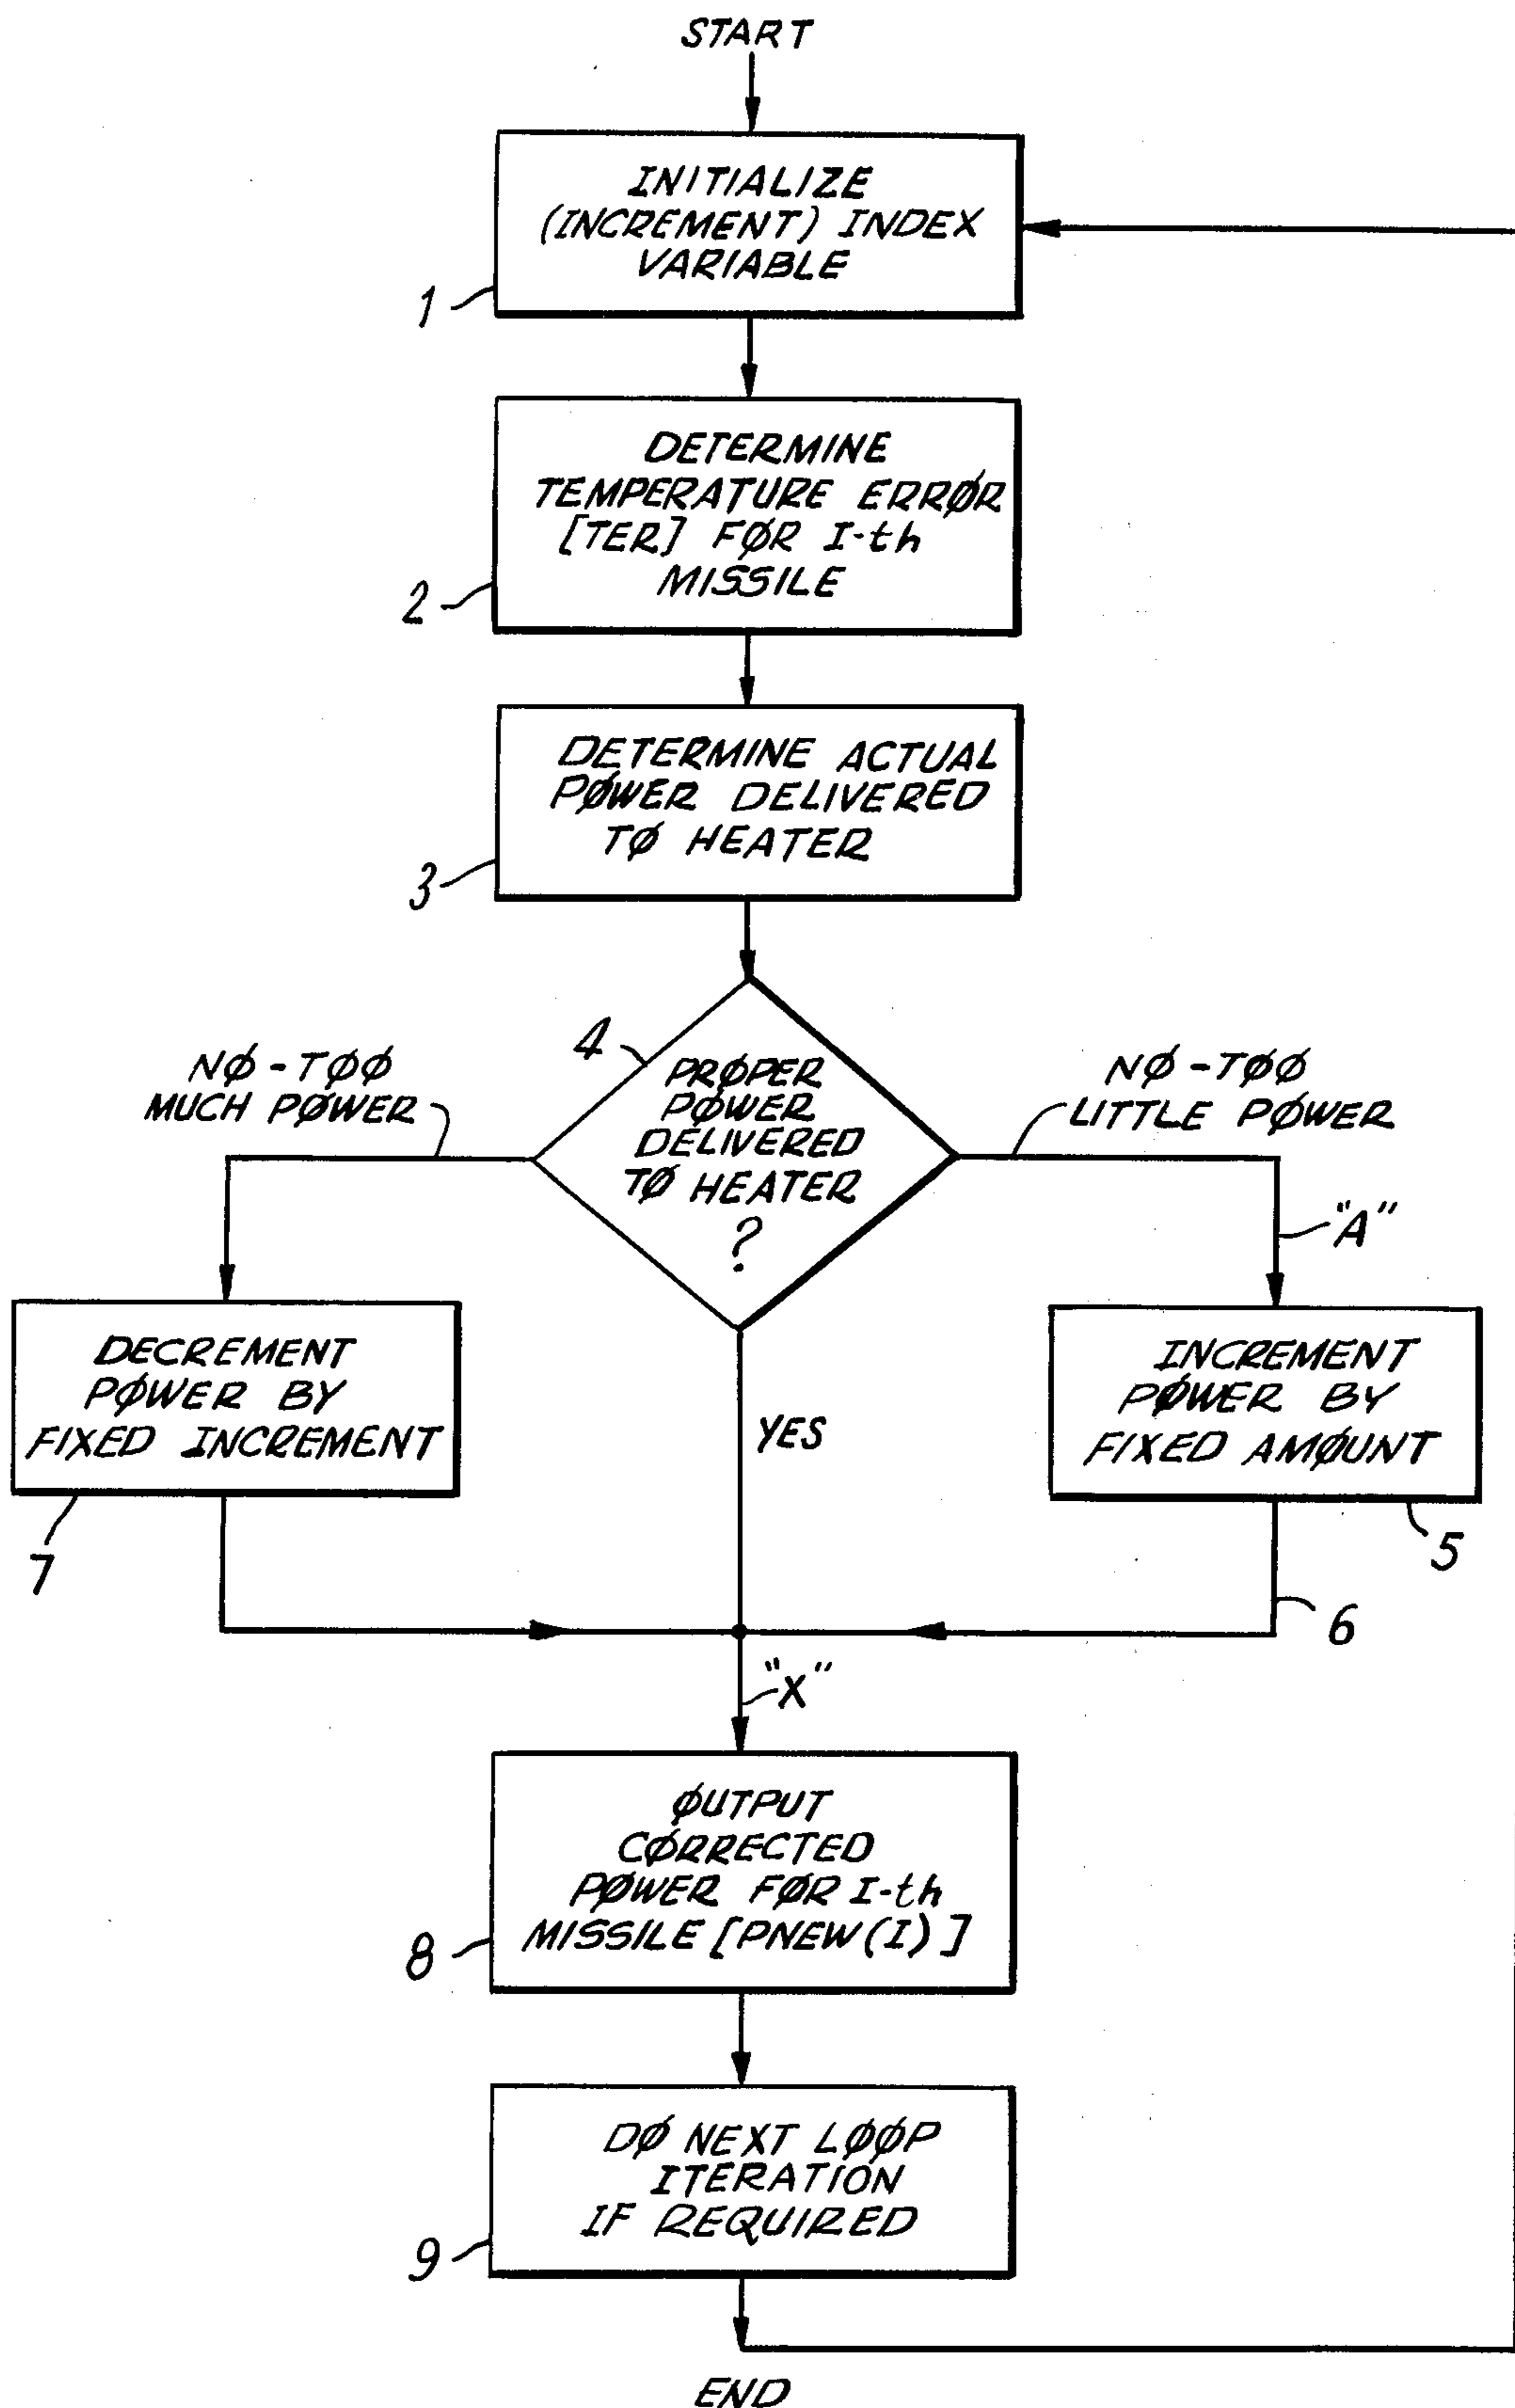 START
INITIALIZE
(INCREMENT) INDEX
VARIABLE
1
DETERMINE
TEMPERATURE ERRØR
[TER] FØR I-th
MISSILE
2
DETERMINE ACTUAL
PØWER DELIVERED
TØ HEATER
3
4
PRØPER
PØWER
DELIVERED
TØ HEATER
?
NØ-TØØ
MUCH PØWER
NØ-TØØ
LITTLE PØWER
"A"
DECREMENT
PØWER BY
FIXED INCREMENT
7
YES
INCREMENT
PØWER BY
FIXED AMØUNT
5
6
"X"
ØUTPUT
CØRRECTED
PØWER FØR I-th
MISSILE [PNEW(I)]
8
DØ NEXT LØØP
ITERATION
IF REQUIRED
9
END